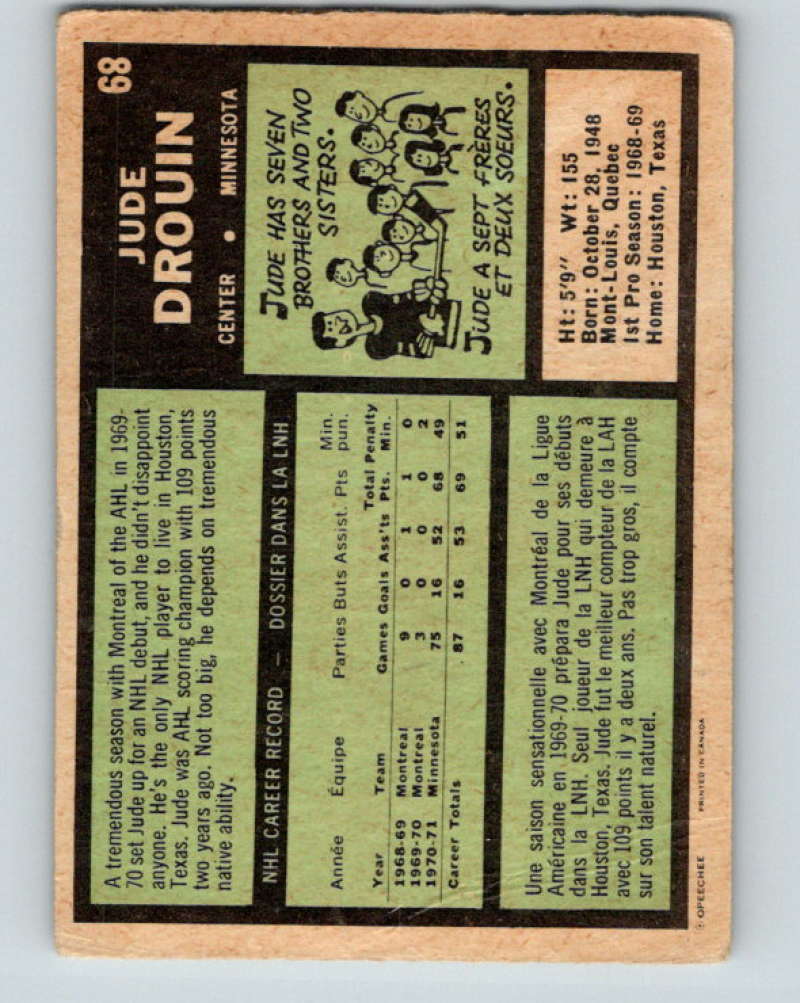 68
JUDE
DROUIN
CENTER • MINNESOTA
JUDE HAS SEVEN
BROTHERS AND TWO
SISTERS.
JUDE A SEPT FRÈRES
ET DEUX SOEURS.
Ht: 5'9" Wt: 155
Born: October 28, 1948
Mont-Louis, Quebec
1st Pro Season: 1968-69
Home: Houston, Texas
A tremendous season with Montreal of the AHL in 1969-
70 set Jude up for an NHL debut, and he didn't disappoint
anyone. He's the only NHL player to live in Houston,
Texas. Jude was AHL scoring champion with 109 points
two years ago. Not too big, he depends on tremendous
native ability.
NHL CAREER RECORD — DOSSIER DANS LA LNH
Année Équipe Parties Buts Assist. Pts Min. pun.
Year Team Games Goals Ass'ts Pts. Total Penalty Min.
1968-69 Montreal 9 0 1 1 0
1969-70 Montreal 3 0 0 0 2
1970-71 Minnesota 75 16 52 68 49
Career Totals 87 16 53 69 51
Une saison sensationnelle avec Montréal de la Ligue
Américaine en 1969-70 prépara Jude pour ses débuts
dans la LNH. Seul joueur de la LNH qui demeure à
Houston, Texas. Jude fut le meilleur compteur de la LAH
avec 109 points il y a deux ans. Pas trop gros, il compte
sur son talent naturel.
© OPEECHEE PRINTED IN CANADA